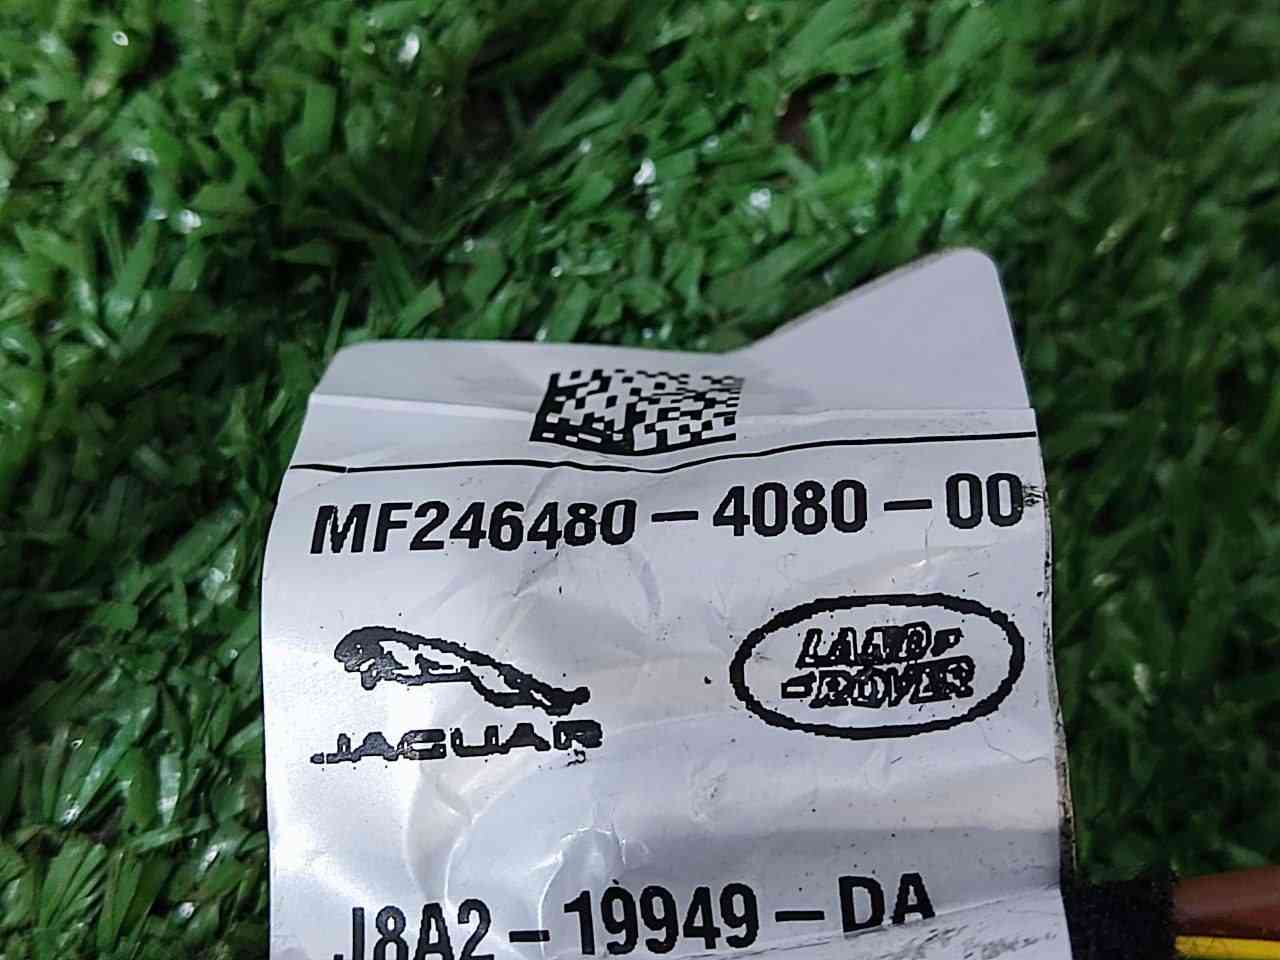 MF246480-4080-00
JAGUAR
LAND-
-ROVER
J8A2-19949-DA